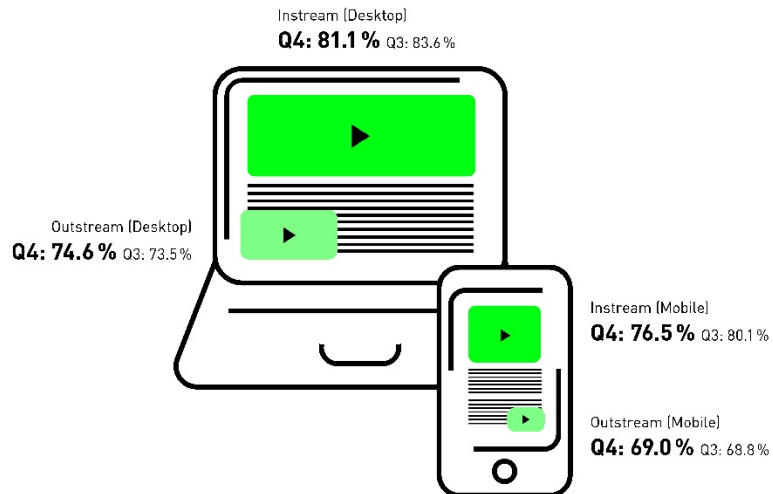 Instream (Desktop)
Q4: 81.1 % Q3: 83.6 %
Outstream (Desktop)
Q4: 74.6 % Q3: 73.5 %
Instream (Mobile)
Q4: 76.5 % Q3: 80.1 %
Outstream (Mobile)
Q4: 69.0 % Q3: 68.8 %